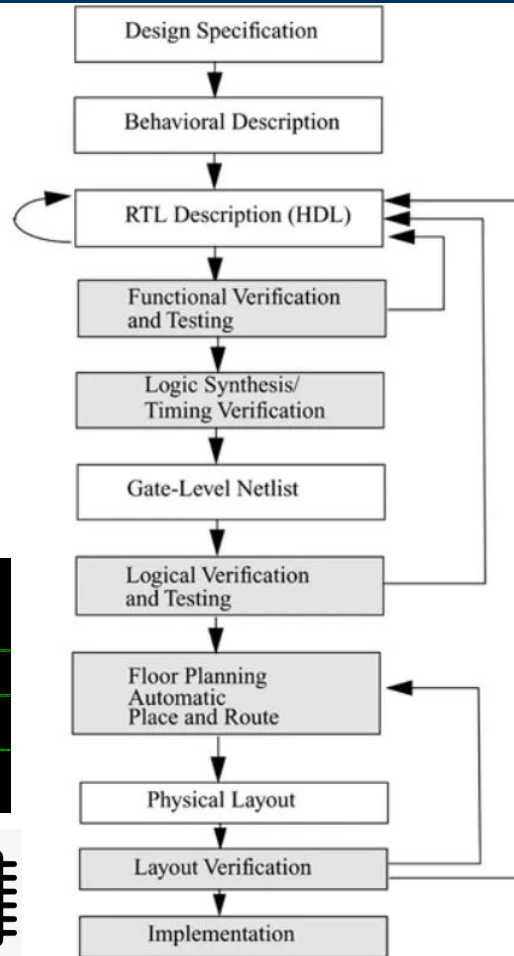 Design Specification
Behavioral Description
RTL Description (HDL)
Functional Verification
and Testing
Logic Synthesis/
Timing Verification
Gate-Level Netlist
Logical Verification
and Testing
Floor Planning
Automatic
Place and Route
Physical Layout
Layout Verification
Implementation